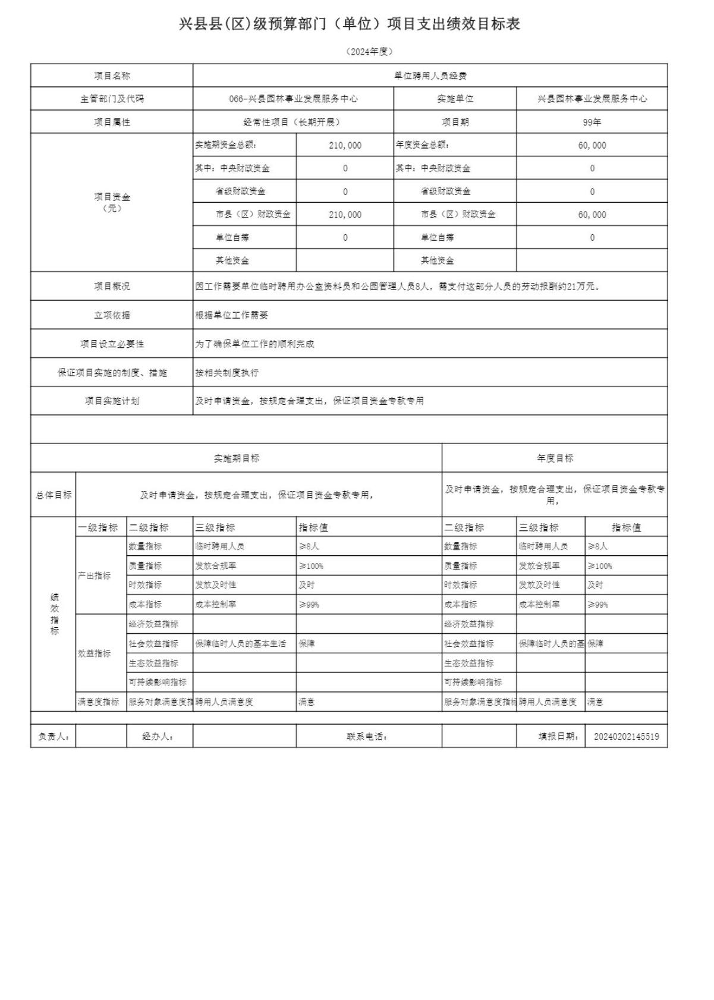 兴县县(区)级预算部门（单位）项目支出绩效目标表
（2024年度）
项目名称 单位聘用人员经费
主管部门及代码 066-兴县园林事业发展服务中心 实施单位 兴县园林事业发展服务中心
项目属性 经常性项目（长期开展） 项目期 99年
项目资金
（元）
实施期资金总额： 210,000 年度资金总额： 60,000
其中：中央财政资金 0 其中：中央财政资金 0
省级财政资金 0 省级财政资金 0
市县（区）财政资金 210,000 市县（区）财政资金 60,000
单位自筹 0 单位自筹 0
其他资金 其他资金
项目概况 因工作需要单位临时聘用办公室资料员和公园管理人员8人，需支付这部分人员的劳动报酬约21万元。
立项依据 根据单位工作需要
项目设立必要性 为了确保单位工作的顺利完成
保证项目实施的制度、措施 按相关制度执行
项目实施计划 及时申请资金，按规定合理支出，保证项目资金专款专用
实施期目标 年度目标
总体目标 及时申请资金，按规定合理支出，保证项目资金专款专用， 及时申请资金，按规定合理支出，保证项目资金专款专
用，
绩
效
指
标
一级指标 二级指标 三级指标 指标值 二级指标 三级指标 指标值
产出指标
数量指标 临时聘用人员 ≥8人 数量指标 临时聘用人员 ≥8人
质量指标 发放合规率 ≥100% 质量指标 发放合规率 ≥100%
时效指标 发放及时性 及时 时效指标 发放及时性 及时
成本指标 成本控制率 ≥99% 成本指标 成本控制率 ≥99%
效益指标
经济效益指标 经济效益指标
社会效益指标 保障临时人员的基本生活 保障 社会效益指标 保障临时人员的基 保障
生态效益指标 生态效益指标
可持续影响指标 可持续影响指标
满意度指标 服务对象满意度指 聘用人员满意度 满意 服务对象满意度指标 聘用人员满意度 满意
负责人： 经办人： 联系电话： 填报日期： 20240202145519